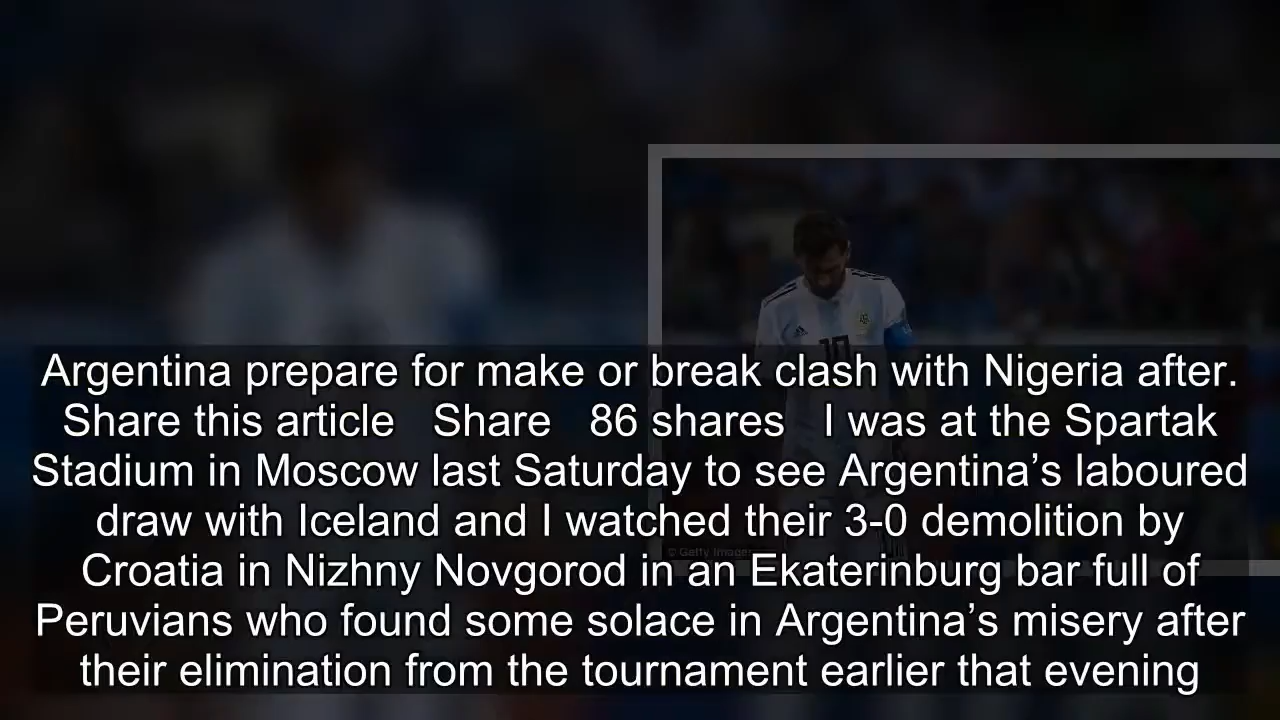 Argentina prepare for make or break clash with Nigeria after.
Share this article   Share   86 shares   I was at the Spartak
Stadium in Moscow last Saturday to see Argentina’s laboured
draw with Iceland and I watched their 3-0 demolition by
Croatia in Nizhny Novgorod in an Ekaterinburg bar full of
Peruvians who found some solace in Argentina’s misery after
their elimination from the tournament earlier that evening
10
© Getty Images